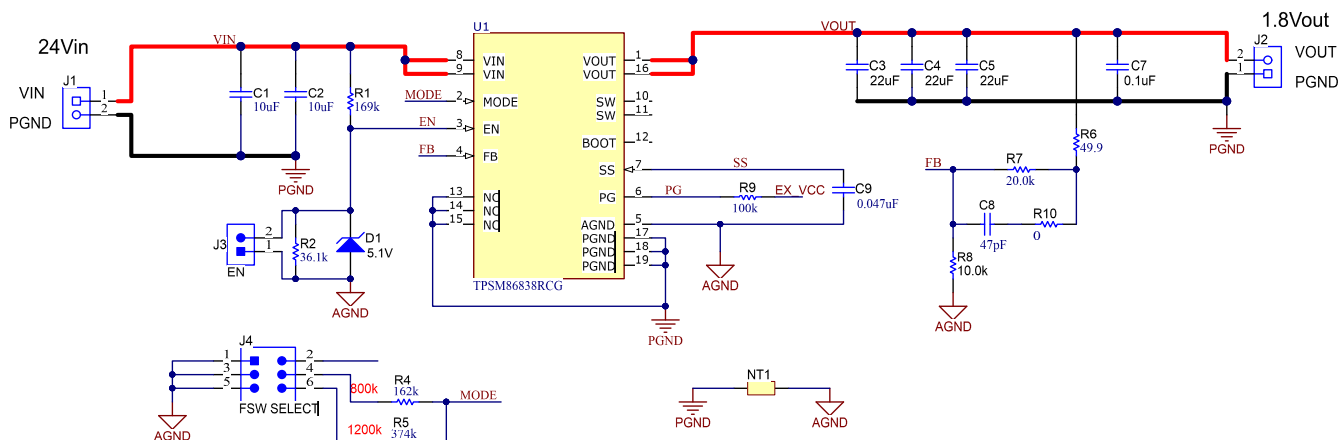 24Vin
J1
VIN
1
2
PGND
VIN
C1
10uF
C2
10uF
R1
169k
PGND
MODE
EN
FB
U1
8 VIN
9 VIN
2 MODE
3 EN
4 FB
13 NC
14 NC
15 NC
VOUT 1
VOUT 16
SW 10
SW 11
BOOT 12
SS 7
PG 6
AGND 5
PGND 17
PGND 18
PGND 19
TPSM86838RCG
SS
PG
R9
100k
EX_VCC
C9
0.047uF
AGND
PGND
VOUT
C3
22uF
C4
22uF
C5
22uF
C7
0.1uF
1.8Vout
J2
2
VOUT
1
PGND
PGND
R6
49.9
FB
R7
20.0k
C8
47pF
R10
0
R8
10.0k
AGND
J3
2
1
EN
R2
36.1k
D1
5.1V
AGND
J4
1 2
3 4
5 6
FSW SELECT
AGND
800k
R4
162k
MODE
1200k
R5
374k
NT1
PGND
AGND